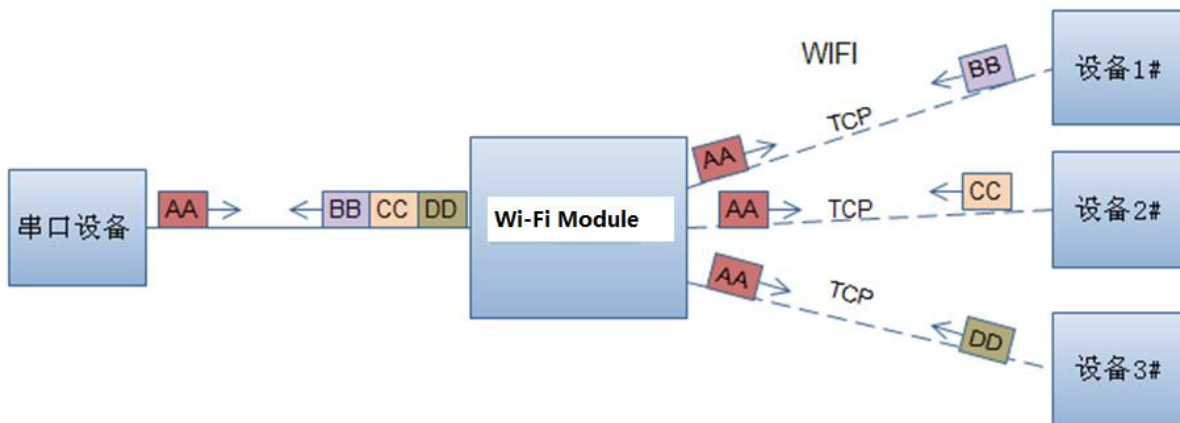 WIFI
设备1#
BB
TCP
AA
串口设备
AA
BB CC DD
Wi-Fi Module
AA
TCP
CC
设备2#
AA
TCP
DD
设备3#